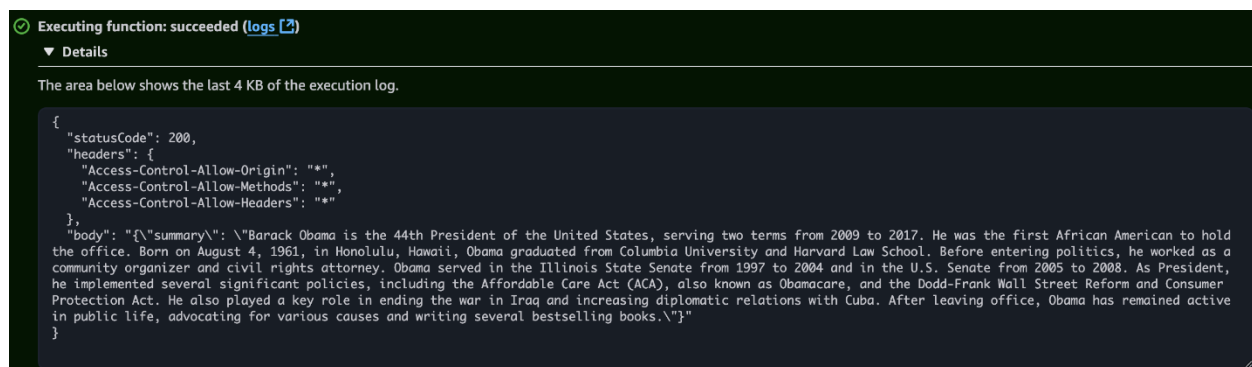 Executing function: succeeded (logs)
Details
The area below shows the last 4 KB of the execution log.
{
  "statusCode": 200,
  "headers": {
    "Access-Control-Allow-Origin": "*",
    "Access-Control-Allow-Methods": "*",
    "Access-Control-Allow-Headers": "*"
  },
  "body": "{\"summary\": \"Barack Obama is the 44th President of the United States, serving two terms from 2009 to 2017. He was the first African American to hold
the office. Born on August 4, 1961, in Honolulu, Hawaii, Obama graduated from Columbia University and Harvard Law School. Before entering politics, he worked as a
community organizer and civil rights attorney. Obama served in the Illinois State Senate from 1997 to 2004 and in the U.S. Senate from 2005 to 2008. As President,
he implemented several significant policies, including the Affordable Care Act (ACA), also known as Obamacare, and the Dodd-Frank Wall Street Reform and Consumer
Protection Act. He also played a key role in ending the war in Iraq and increasing diplomatic relations with Cuba. After leaving office, Obama has remained active
in public life, advocating for various causes and writing several bestselling books.\"}"
}